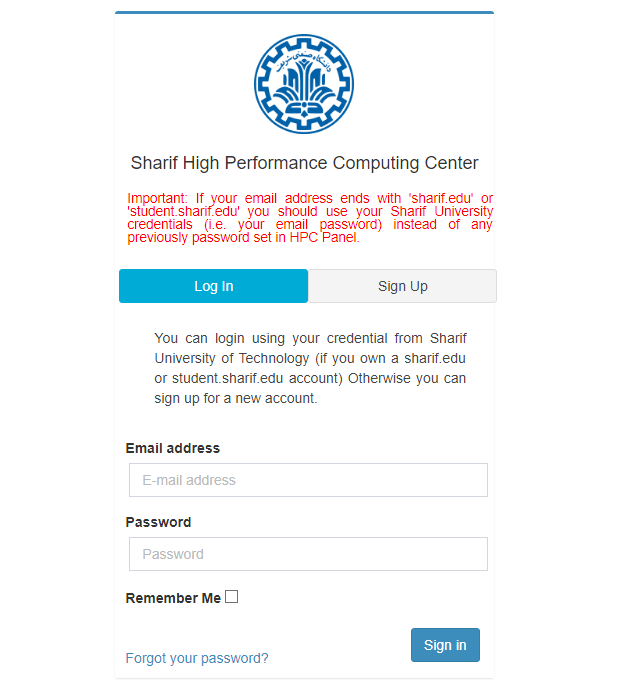 دانشگاه صنعتی شریف
Sharif High Performance Computing Center
Important: If your email address ends with 'sharif.edu' or
'student.sharif.edu' you should use your Sharif University
credentials (i.e. your email password) instead of any
previously password set in HPC Panel.
Log In
Sign Up
You can login using your credential from Sharif
University of Technology (if you own a sharif.edu
or student.sharif.edu account) Otherwise you can
sign up for a new account.
Email address
E-mail address
Password
Password
Remember Me
Sign in
Forgot your password?